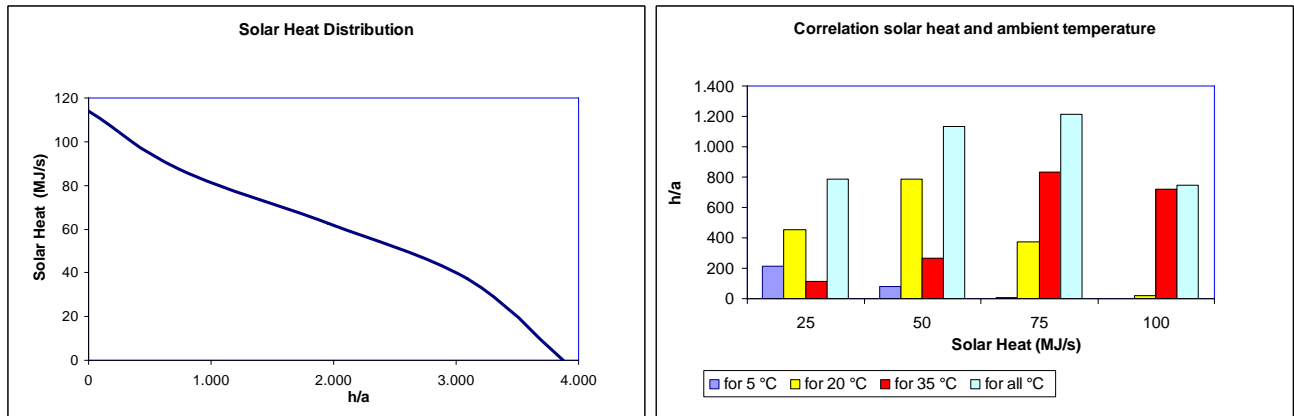 Solar Heat Distribution
Solar Heat (MJ/s)
120
100
80
60
40
20
0
0 1.000 2.000 3.000 4.000
h/a
Correlation solar heat and ambient temperature
h/a
1.400
1.200
1.000
800
600
400
200
0
25 50 75 100
Solar Heat (MJ/s)
for 5 °C for 20 °C for 35 °C for all °C